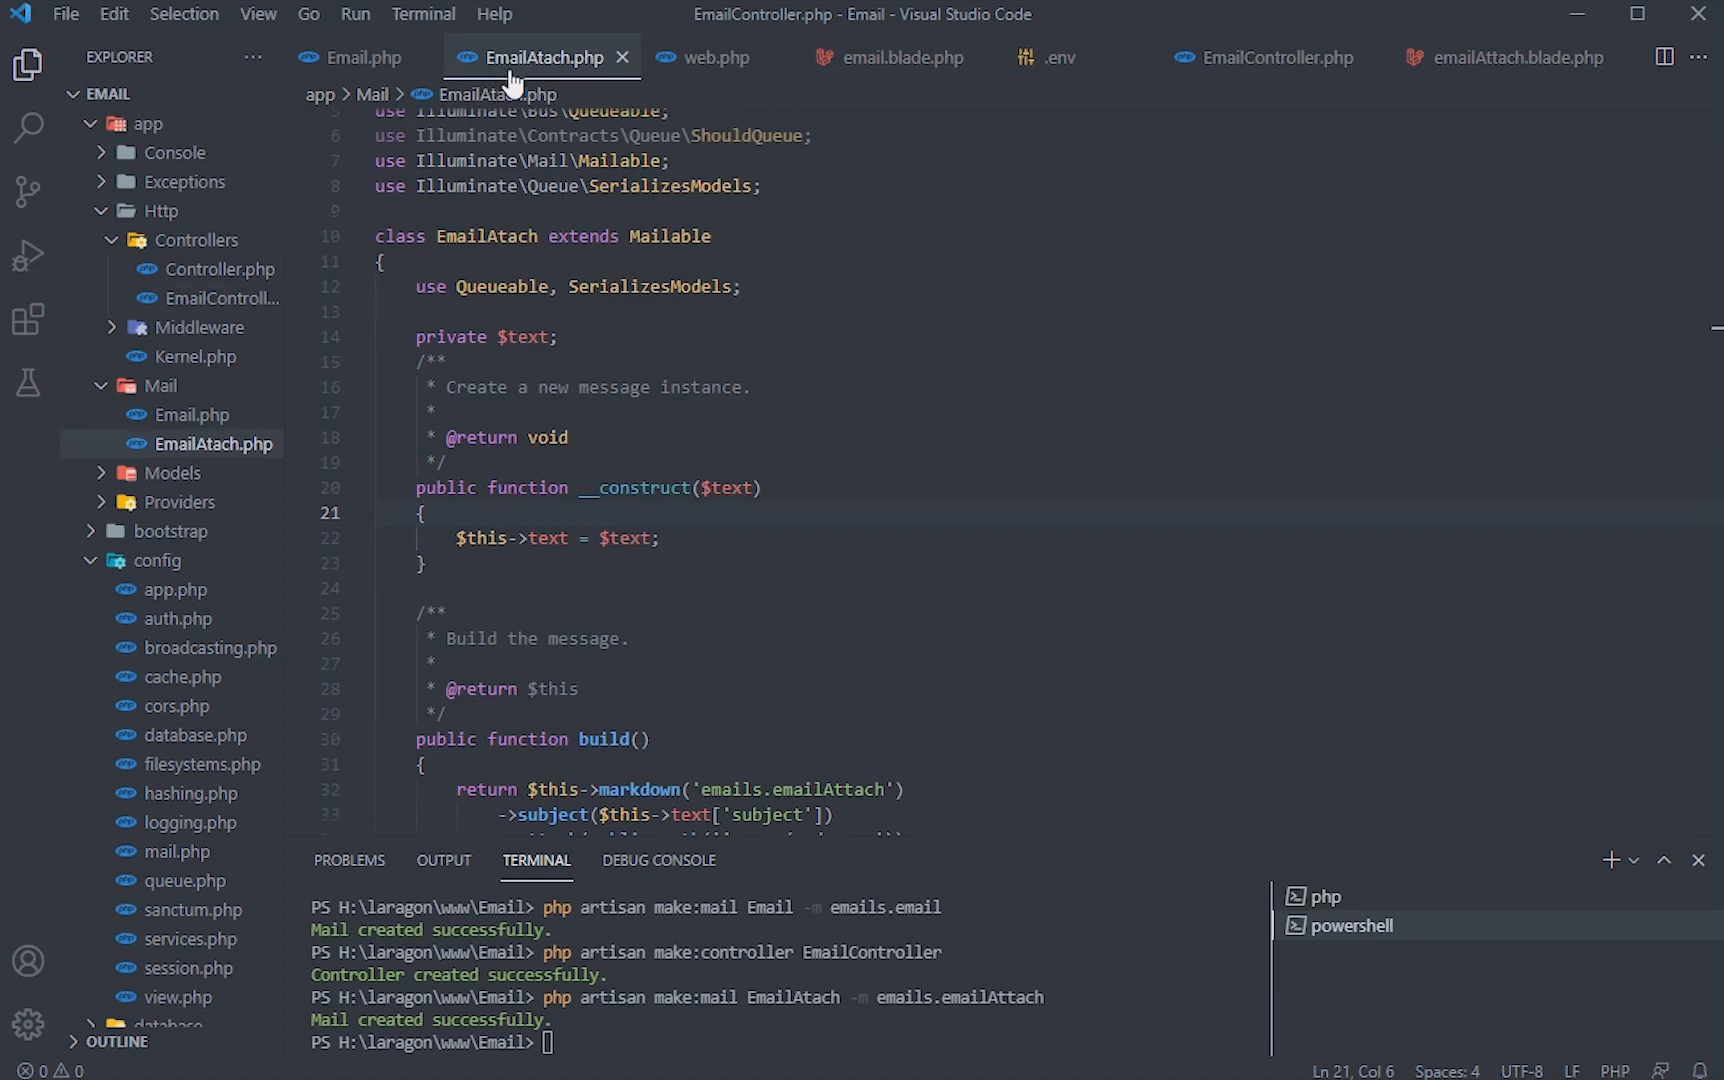 File Edit Selection View Go Run Terminal Help
EmailController.php - Email - Visual Studio Code
EXPLORER
Email.php
EmailAtach.php
web.php
email.blade.php
.env
EmailController.php
emailAttach.blade.php
EMAIL
app
Console
Exceptions
Http
Controllers
Controller.php
EmailControll...
Middleware
Kernel.php
Mail
Email.php
EmailAtach.php
Models
Providers
bootstrap
config
app.php
auth.php
broadcasting.php
cache.php
cors.php
database.php
filesystems.php
hashing.php
logging.php
mail.php
queue.php
sanctum.php
services.php
session.php
view.php
database
OUTLINE
app > Mail > EmailAtach.php
5 use Illuminate\Bus\Queueable;
6 use Illuminate\Contracts\Queue\ShouldQueue;
7 use Illuminate\Mail\Mailable;
8 use Illuminate\Queue\SerializesModels;
9
10 class EmailAtach extends Mailable
11 {
12 use Queueable, SerializesModels;
13
14 private $text;
15 /**
16 * Create a new message instance.
17 *
18 * @return void
19 */
20 public function __construct($text)
21 {
22 $this->text = $text;
23 }
24
25 /**
26 * Build the message.
27 *
28 * @return $this
29 */
30 public function build()
31 {
32 return $this->markdown('emails.emailAttach')
33 ->subject($this->text['subject'])
PROBLEMS OUTPUT TERMINAL DEBUG CONSOLE
PS H:\laragon\www\Email> php artisan make:mail Email -m emails.email
Mail created successfully.
PS H:\laragon\www\Email> php artisan make:controller EmailController
Controller created successfully.
PS H:\laragon\www\Email> php artisan make:mail EmailAtach -m emails.emailAttach
Mail created successfully.
PS H:\laragon\www\Email>
php
powershell
0 0
Ln 21, Col 6 Spaces: 4 UTF-8 LF PHP